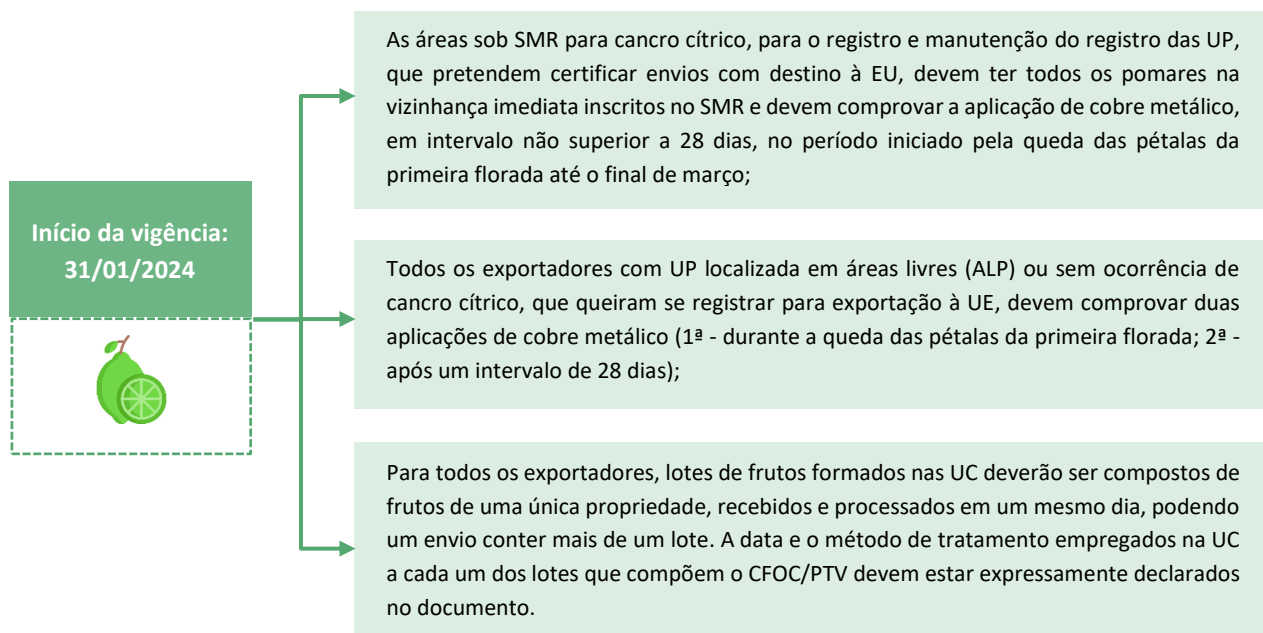 As áreas sob SMR para cancro cítrico, para o registro e manutenção do registro das UP,
que pretendem certificar envios com destino à EU, devem ter todos os pomares na
vizinhança imediata inscritos no SMR e devem comprovar a aplicação de cobre metálico,
em intervalo não superior a 28 dias, no período iniciado pela queda das pétalas da
primeira florada até o final de março;
Início da vigência:
31/01/2024
Todos os exportadores com UP localizada em áreas livres (ALP) ou sem ocorrência de
cancro cítrico, que queiram se registrar para exportação à UE, devem comprovar duas
aplicações de cobre metálico (1ª - durante a queda das pétalas da primeira florada; 2ª -
após um intervalo de 28 dias);
Para todos os exportadores, lotes de frutos formados nas UC deverão ser compostos de
frutos de uma única propriedade, recebidos e processados em um mesmo dia, podendo
um envio conter mais de um lote. A data e o método de tratamento empregados na UC
a cada um dos lotes que compõem o CFOC/PTV devem estar expressamente declarados
no documento.